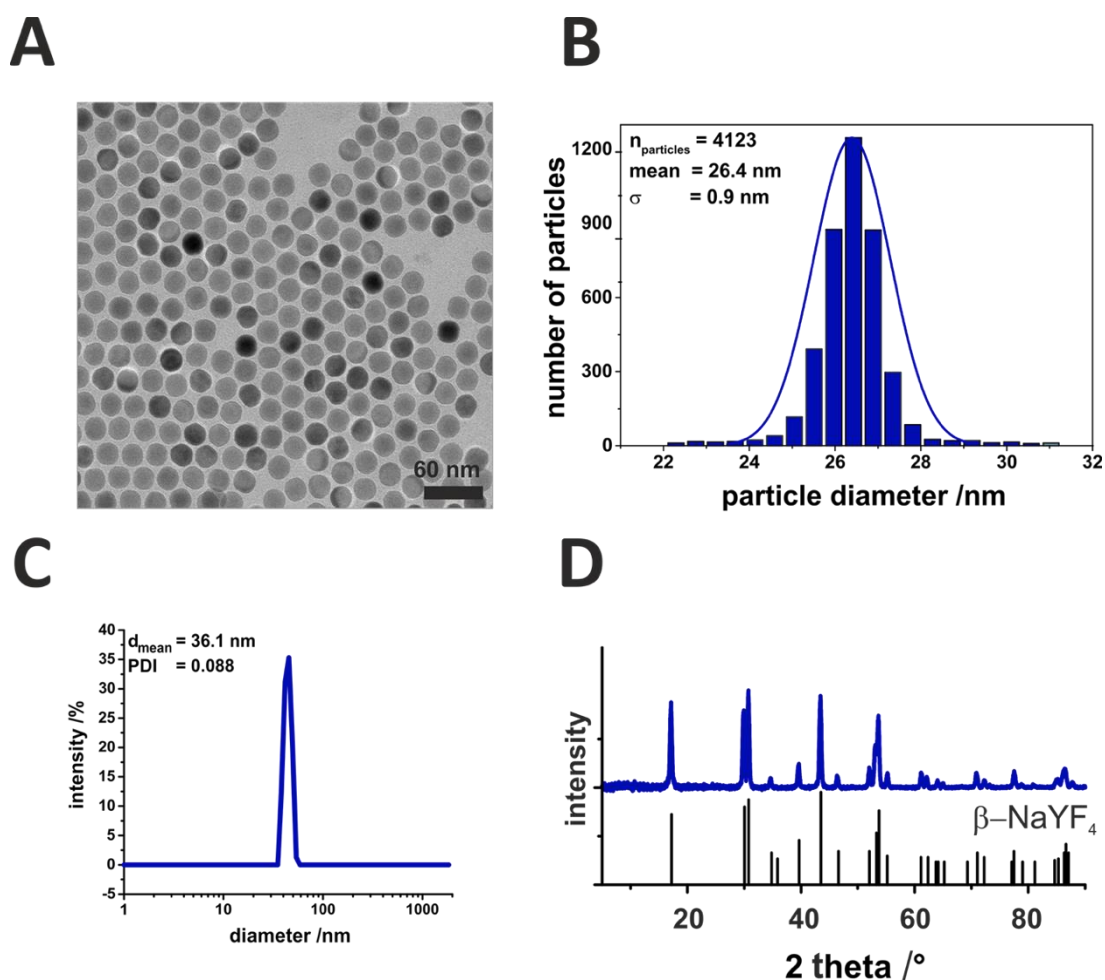 A
60 nm
B
n_particles = 4123
mean = 26.4 nm
σ = 0.9 nm
number of particles
1200
900
600
300
0
22 24 26 28 30 32
particle diameter /nm
C
d_mean = 36.1 nm
PDI = 0.088
intensity /%
40
35
30
25
20
15
10
5
0
-5
1 10 100 1000
diameter /nm
D
intensity
β–NaYF₄
20 40 60 80
2 theta /°